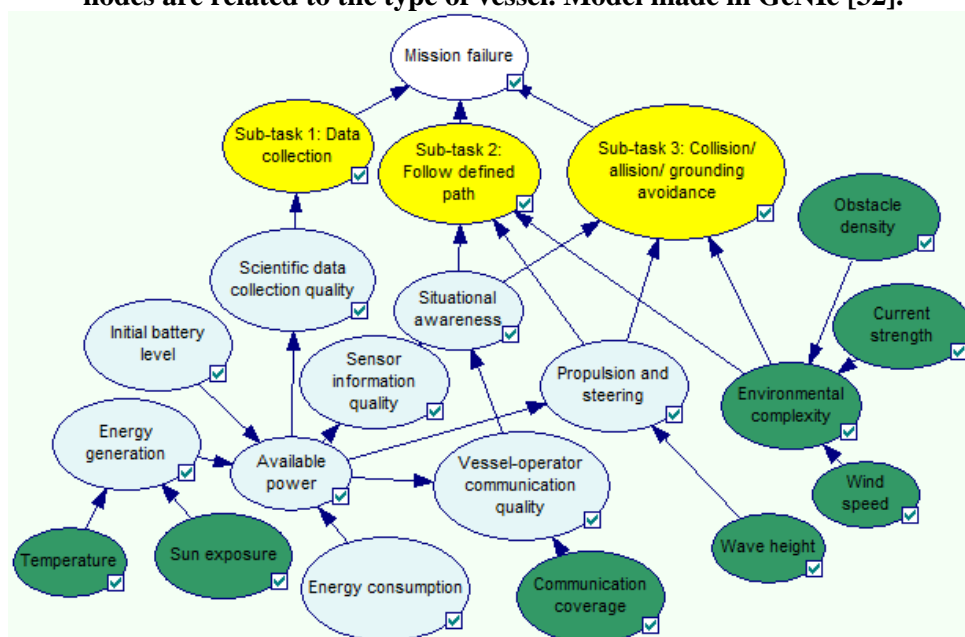 nodes are related to the type of vessel. Model made in GeNIe [32].
Mission failure
Sub-task 1: Data
collection
Sub-task 2:
Follow defined
path
Sub-task 3: Collision/
allision/ grounding
avoidance
Obstacle
density
Scientific data
collection quality
Situational
awareness
Current
strength
Initial battery
level
Sensor
information
quality
Propulsion and
steering
Environmental
complexity
Energy
generation
Available
power
Vessel-operator
communication
quality
Wind
speed
Temperature
Sun exposure
Energy consumption
Communication
coverage
Wave height